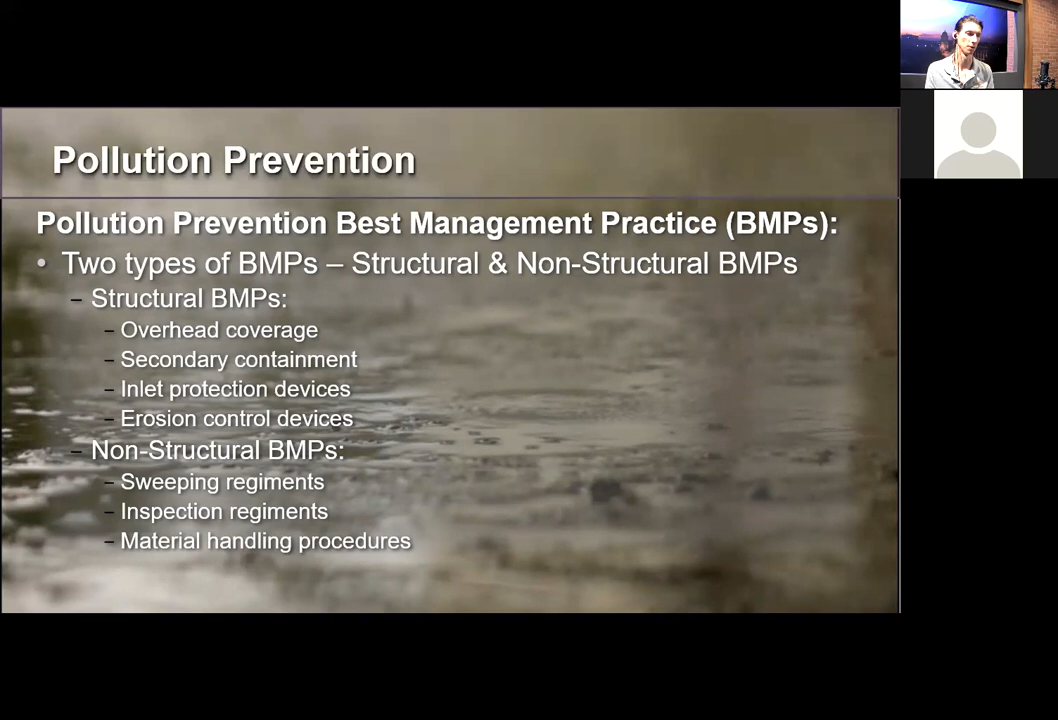 Pollution Prevention
Pollution Prevention Best Management Practice (BMPs):
• Two types of BMPs – Structural & Non-Structural BMPs
– Structural BMPs:
– Overhead coverage
– Secondary containment
– Inlet protection devices
– Erosion control devices
– Non-Structural BMPs:
– Sweeping regiments
– Inspection regiments
– Material handling procedures